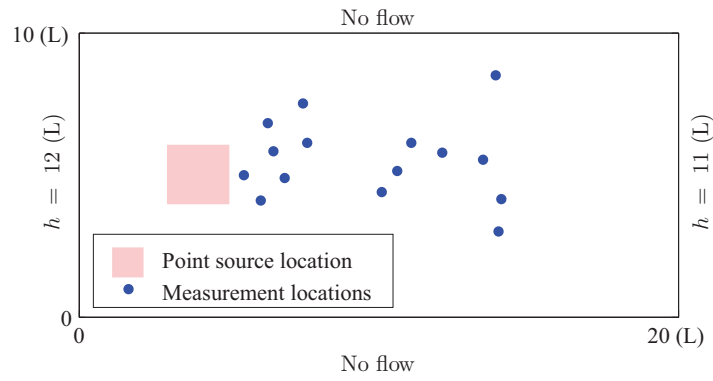 No flow
10 (L)
h = 12 (L)
h = 11 (L)
Point source location
Measurement locations
0
0
20 (L)
No flow